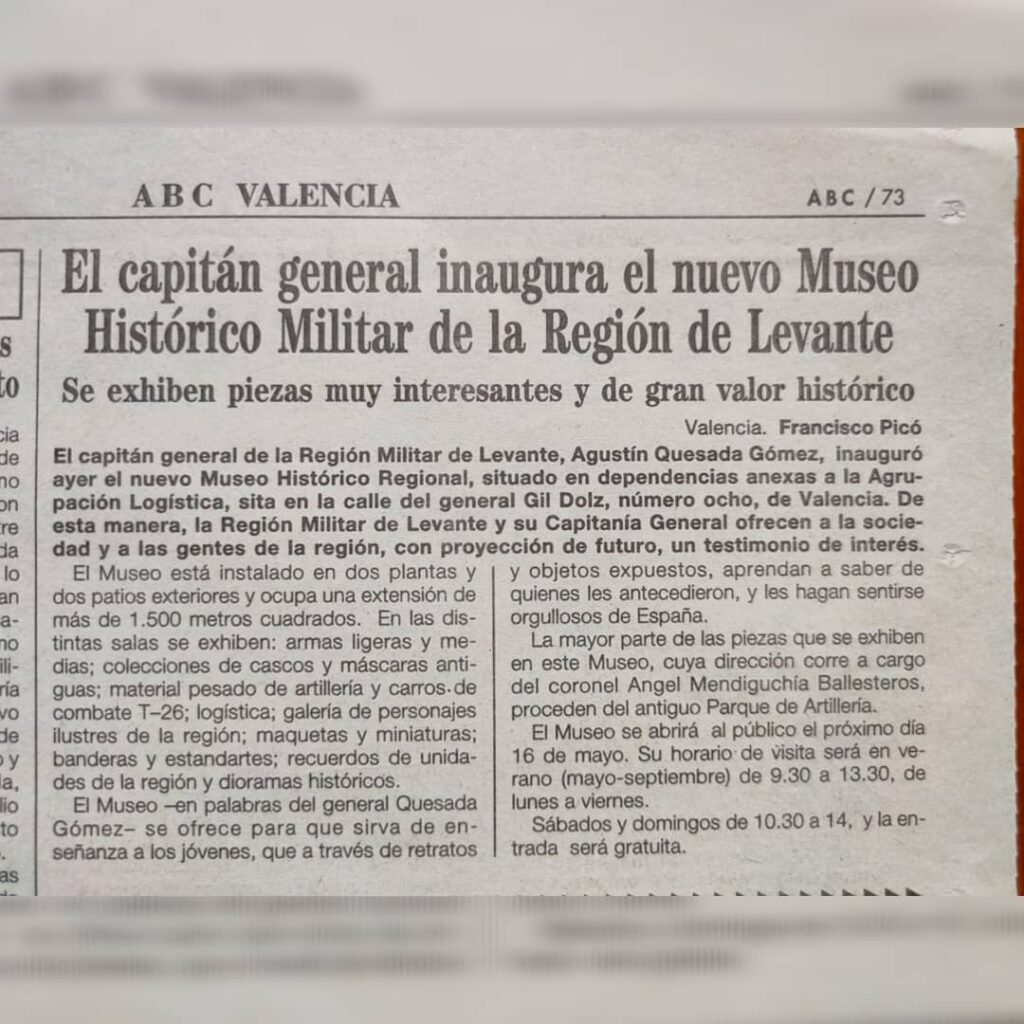 ABC VALENCIA
ABC / 73
El capitán general inaugura el nuevo Museo
Histórico Militar de la Región de Levante
Se exhiben piezas muy interesantes y de gran valor histórico
Valencia. Francisco Picó
El capitán general de la Región Militar de Levante, Agustín Quesada Gómez, inauguró
ayer el nuevo Museo Histórico Regional, situado en dependencias anexas a la Agru-
pación Logística, sita en la calle del general Gil Dolz, número ocho, de Valencia. De
esta manera, la Región Militar de Levante y su Capitanía General ofrecen a la socie-
dad y a las gentes de la región, con proyección de futuro, un testimonio de interés.
El Museo está instalado en dos plantas y
dos patios exteriores y ocupa una extensión de
más de 1.500 metros cuadrados. En las dis-
tintas salas se exhiben: armas ligeras y me-
dias; colecciones de cascos y máscaras anti-
guas; material pesado de artillería y carros de
combate T–26; logística; galería de personajes
ilustres de la región; maquetas y miniaturas;
banderas y estandartes; recuerdos de unida-
des de la región y dioramas históricos.
El Museo –en palabras del general Quesada
Gómez– se ofrece para que sirva de en-
señanza a los jóvenes, que a través de retratos
y objetos expuestos, aprendan a saber de
quienes les antecedieron, y les hagan sentirse
orgullosos de España.
La mayor parte de las piezas que se exhiben
en este Museo, cuya dirección corre a cargo
del coronel Angel Mendiguchía Ballesteros,
proceden del antiguo Parque de Artillería.
El Museo se abrirá al público el próximo día
16 de mayo. Su horario de visita será en ve-
rano (mayo-septiembre) de 9.30 a 13.30, de
lunes a viernes.
Sábados y domingos de 10.30 a 14, y la en-
trada será gratuita.